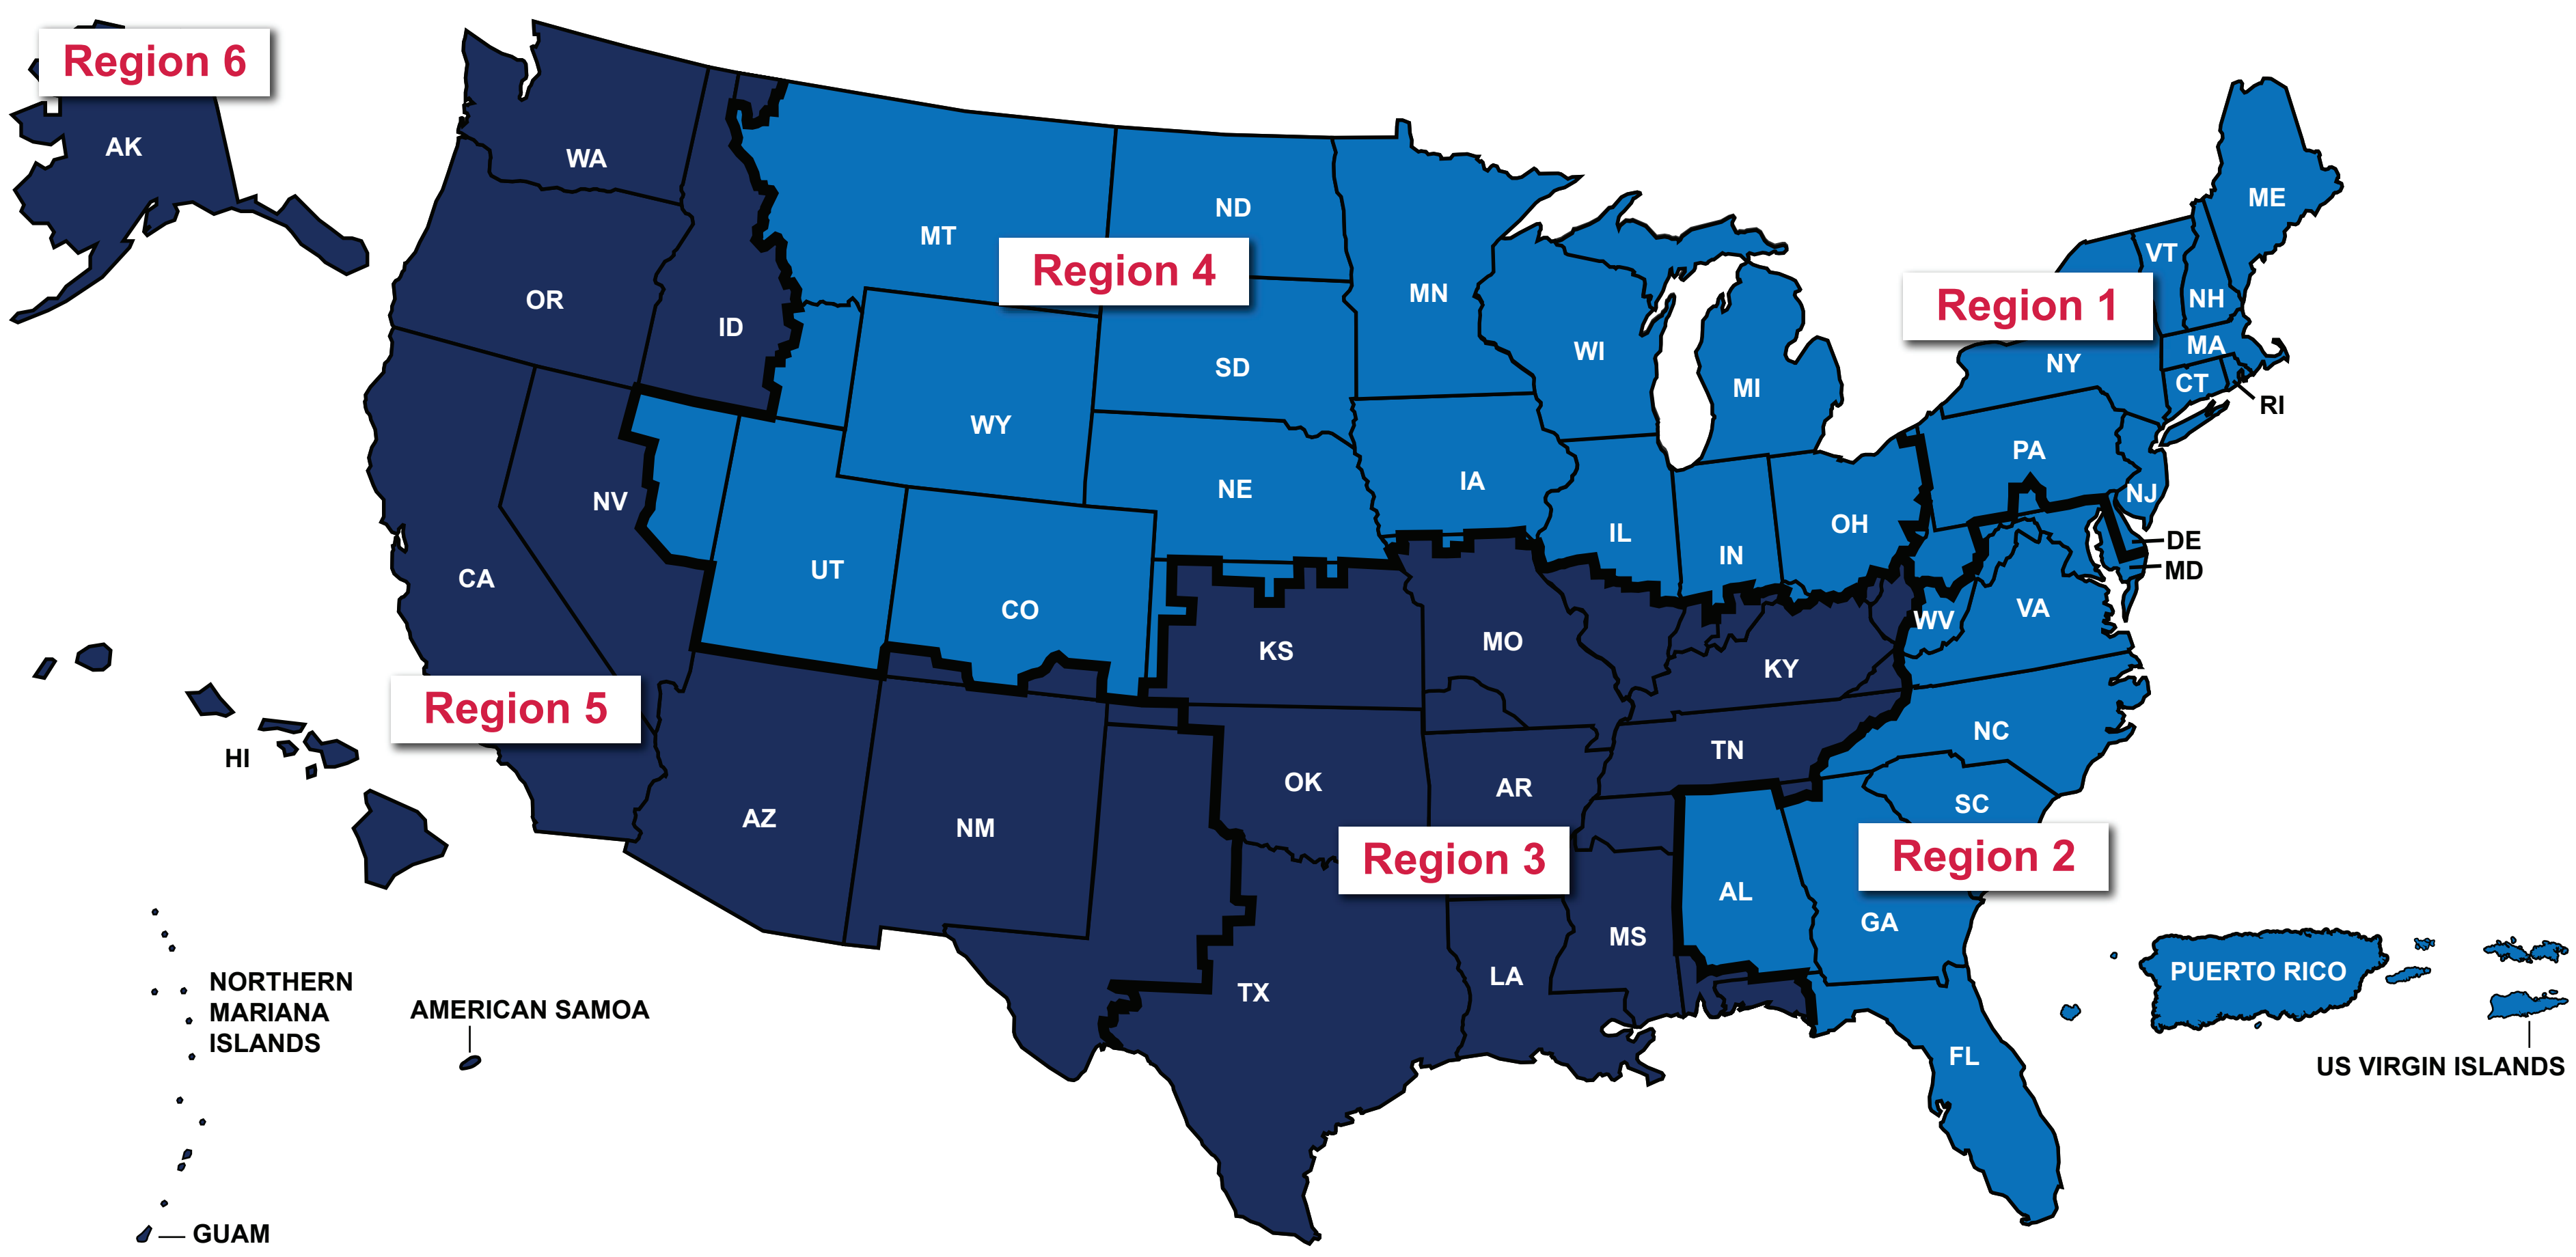 Region 6
AK
WA
OR
ID
MT
ND
Region 4
MN
SD
WY
NE
WI
MI
IA
IL
IN
OH
ME
VT
NH
Region 1
MA
NY
CT
RI
PA
NJ
DE
MD
NV
CA
UT
CO
KS
MO
KY
WV
VA
Region 5
HI
AZ
NM
OK
AR
TN
NC
SC
Region 3
Region 2
TX
LA
MS
AL
GA
FL
NORTHERN
MARIANA
ISLANDS
AMERICAN SAMOA
GUAM
PUERTO RICO
US VIRGIN ISLANDS